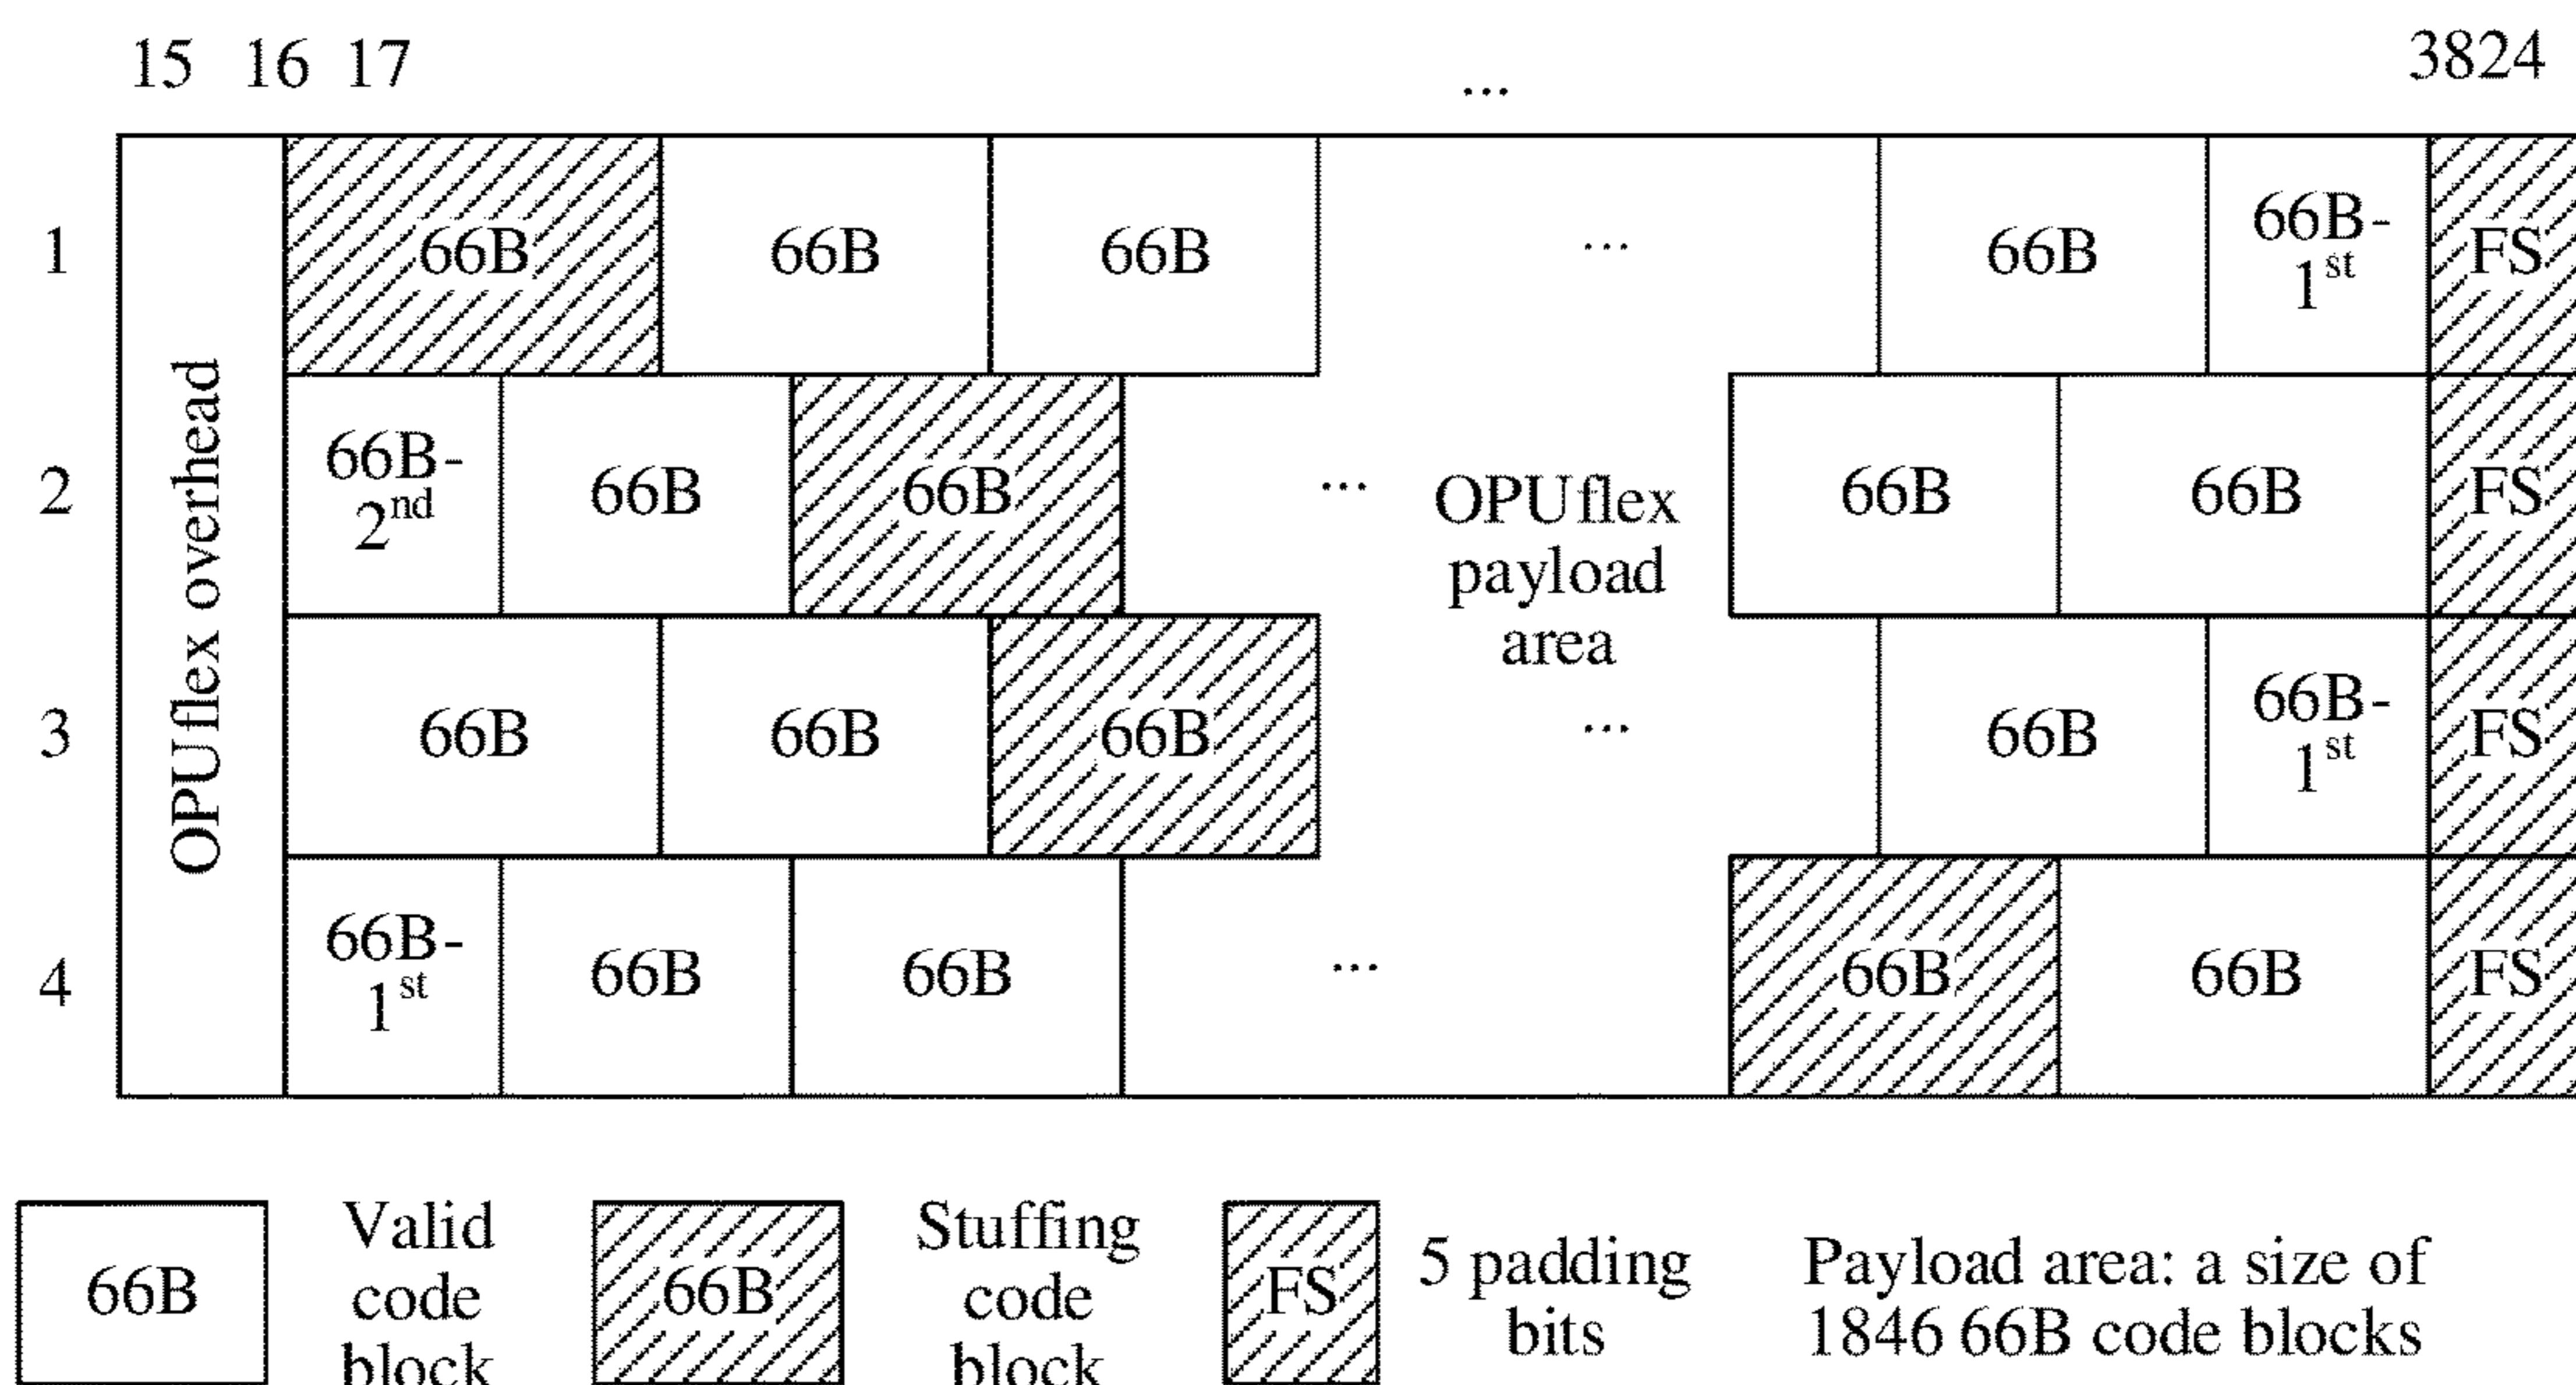 15 16 17 ... 3824
1 66B 66B 66B ... 66B 66B-
1st FS
2 66B-
2nd 66B 66B ... 66B 66B FS
3 66B 66B 66B ... 66B 66B-
1st FS
4 66B-
1st 66B 66B ... 66B 66B FS
OPUflex overhead
OPUflex
payload
area
66B
Valid
code
block
66B
Stuffing
code
block
FS
5 padding
bits
Payload area: a size of
1846 66B code blocks